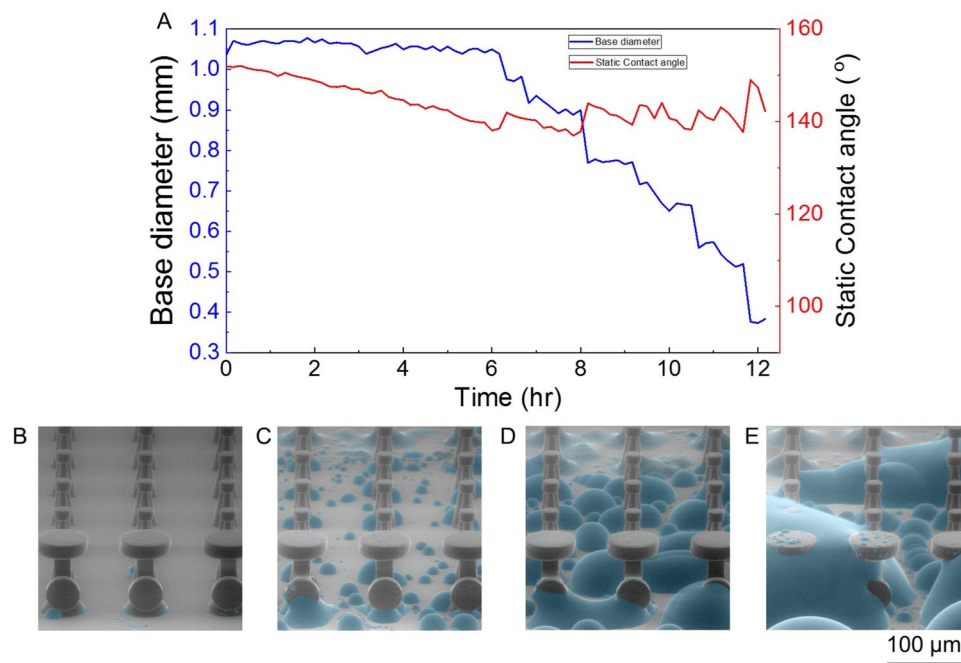 A
Base diameter (mm)
1.1
1.0
0.9
0.8
0.7
0.6
0.5
0.4
0.3
Base diameter
Static Contact angle
160
140
120
100
Static Contact angle (º)
0 2 4 6 8 10 12
Time (hr)
B C D E
100 µm